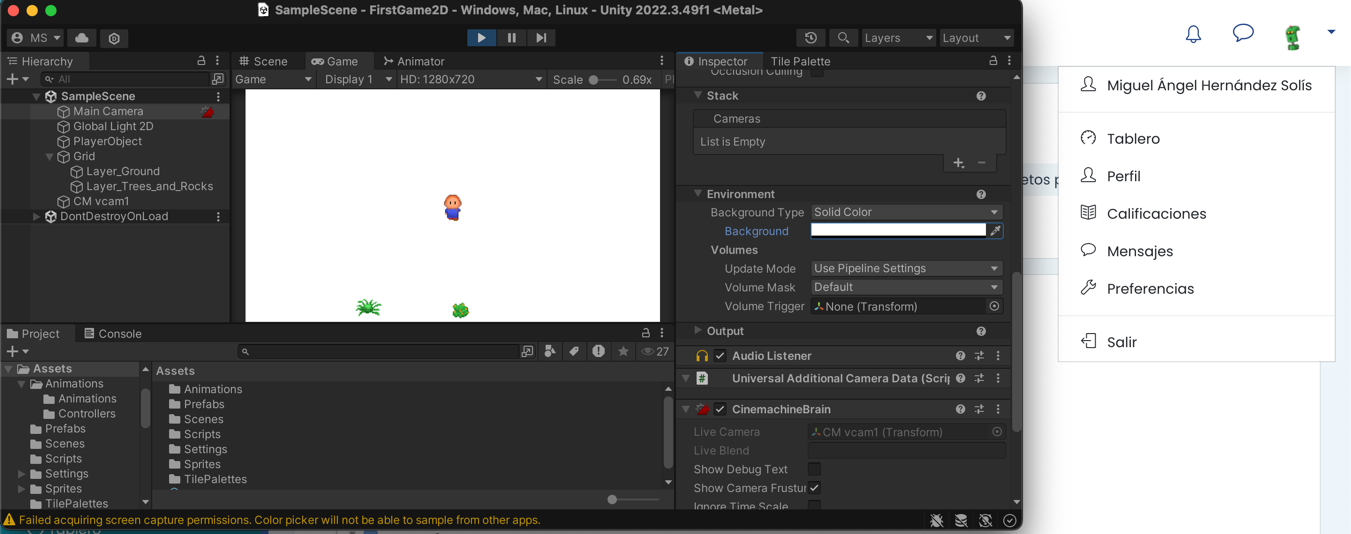 SampleScene - FirstGame2D - Windows, Mac, Linux - Unity 2022.3.49f1 <Metal>
MS
Layers
Layout
Hierarchy
All
SampleScene
Main Camera
Global Light 2D
PlayerObject
Grid
Layer_Ground
Layer_Trees_and_Rocks
CM vcam1
DontDestroyOnLoad
Scene
Game
Animator
Game
Display 1
HD: 1280x720
Scale
0.69x
Pl
Inspector
Tile Palette
Occlusion Culling
Stack
Cameras
List is Empty
Environment
Background Type
Solid Color
Background
Volumes
Update Mode
Use Pipeline Settings
Volume Mask
Default
Volume Trigger
None (Transform)
Output
Audio Listener
Universal Additional Camera Data (Scrip
#
CinemachineBrain
Live Camera
CM vcam1 (Transform)
Live Blend
Show Debug Text
Show Camera Frustur
Ignore Time Scale
Project
Console
27
Assets
Animations
Animations
Controllers
Prefabs
Scenes
Scripts
Settings
Sprites
TilePalettes
Assets
Animations
Prefabs
Scenes
Scripts
Settings
Sprites
TilePalettes
Failed acquiring screen capture permissions. Color picker will not be able to sample from other apps.
Tablero
etos p
Miguel Ángel Hernández Solís
Tablero
Perfil
Calificaciones
Mensajes
Preferencias
Salir